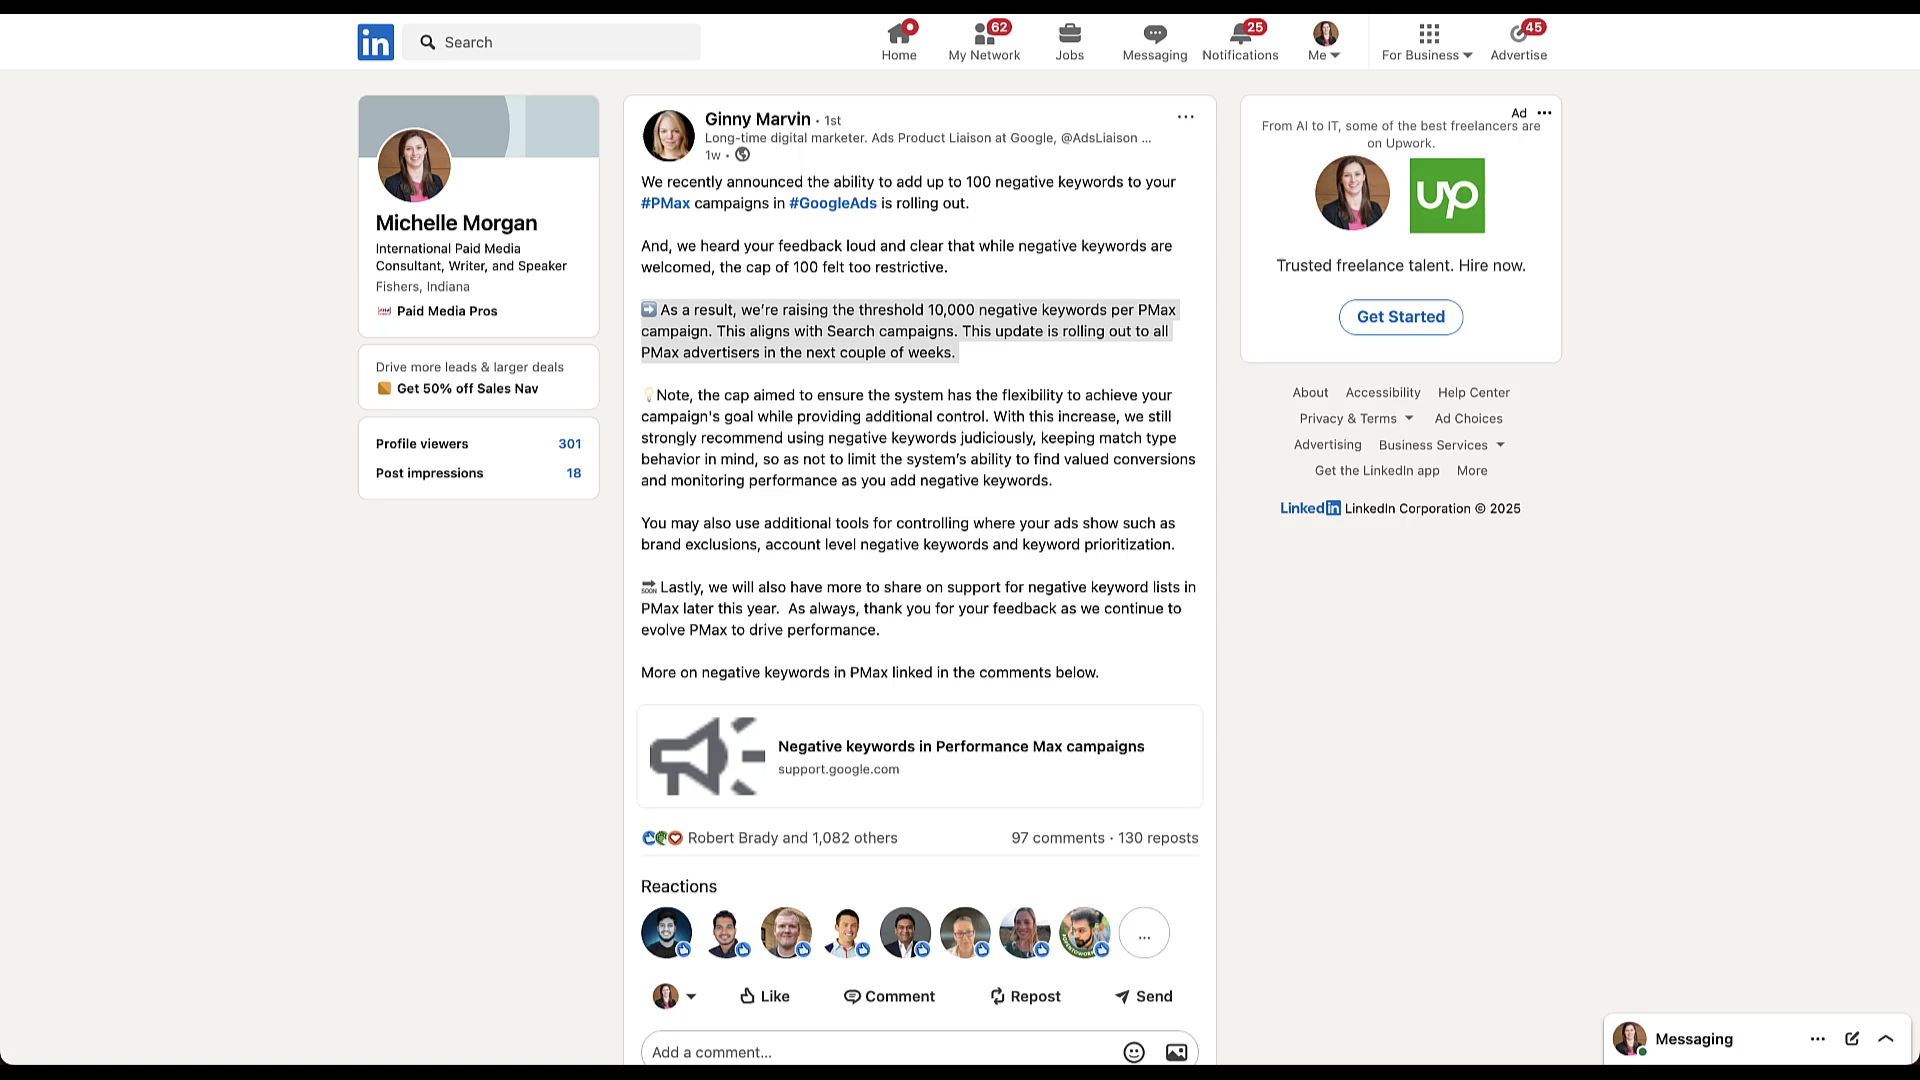 Search
Home
62
My Network
Jobs
Messaging
25
Notifications
Me
For Business
45
Advertise
Michelle Morgan
International Paid Media
Consultant, Writer, and Speaker
Fishers, Indiana
Paid Media Pros
Drive more leads & larger deals
Get 50% off Sales Nav
Profile viewers 301
Post impressions 18
Ginny Marvin · 1st
Long-time digital marketer. Ads Product Liaison at Google, @AdsLiaison ...
1w ·
We recently announced the ability to add up to 100 negative keywords to your
#PMax campaigns in #GoogleAds is rolling out.
And, we heard your feedback loud and clear that while negative keywords are
welcomed, the cap of 100 felt too restrictive.
➡️ As a result, we’re raising the threshold 10,000 negative keywords per PMax
campaign. This aligns with Search campaigns. This update is rolling out to all
PMax advertisers in the next couple of weeks.
💡Note, the cap aimed to ensure the system has the flexibility to achieve your
campaign's goal while providing additional control. With this increase, we still
strongly recommend using negative keywords judiciously, keeping match type
behavior in mind, so as not to limit the system’s ability to find valued conversions
and monitoring performance as you add negative keywords.
You may also use additional tools for controlling where your ads show such as
brand exclusions, account level negative keywords and keyword prioritization.
🔜 Lastly, we will also have more to share on support for negative keyword lists in
PMax later this year.  As always, thank you for your feedback as we continue to
evolve PMax to drive performance.
More on negative keywords in PMax linked in the comments below.
Negative keywords in Performance Max campaigns
support.google.com
Robert Brady and 1,082 others
97 comments · 130 reposts
Reactions
...
Like
Comment
Repost
Send
Add a comment...
Ad
From AI to IT, some of the best freelancers are
on Upwork.
up
Trusted freelance talent. Hire now.
Get Started
About Accessibility Help Center
Privacy & Terms Ad Choices
Advertising Business Services
Get the LinkedIn app More
LinkedIn LinkedIn Corporation © 2025
Messaging